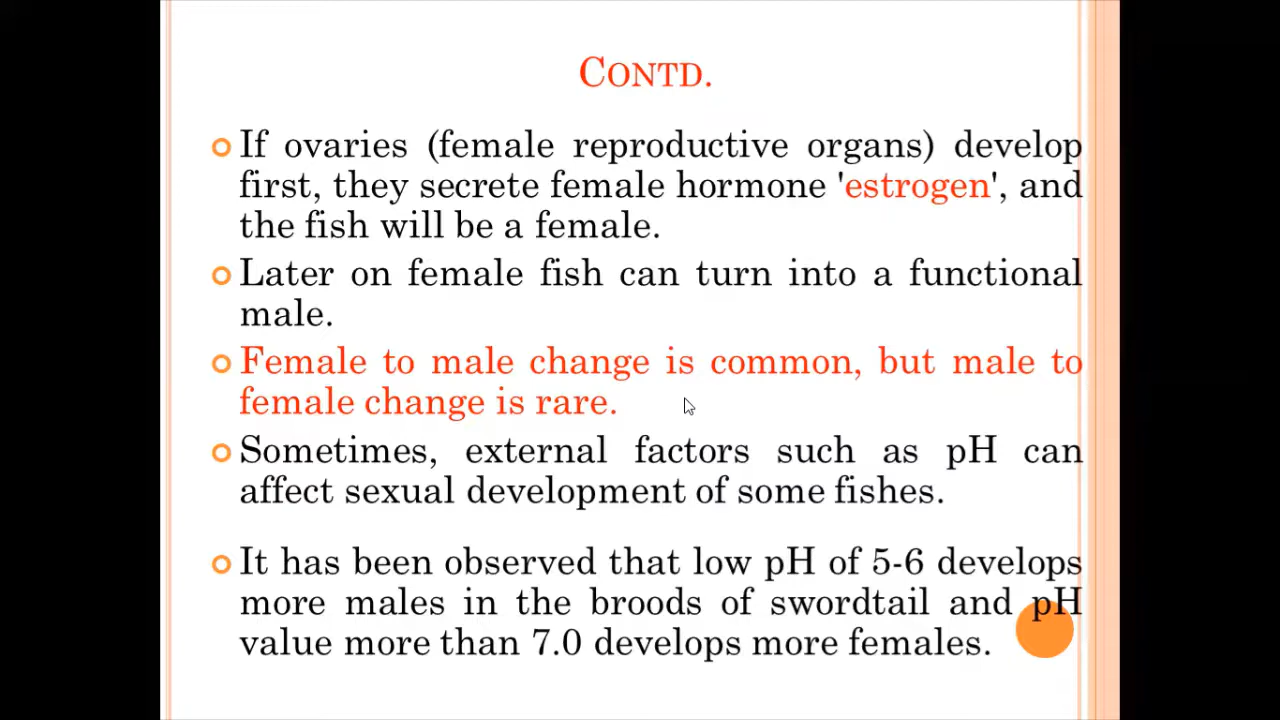 CONTD.
If ovaries (female reproductive organs) develop
first, they secrete female hormone 'estrogen', and
the fish will be a female.
Later on female fish can turn into a functional
male.
Female to male change is common, but male to
female change is rare.
Sometimes, external factors such as pH can
affect sexual development of some fishes.
It has been observed that low pH of 5-6 develops
more males in the broods of swordtail and pH
value more than 7.0 develops more females.